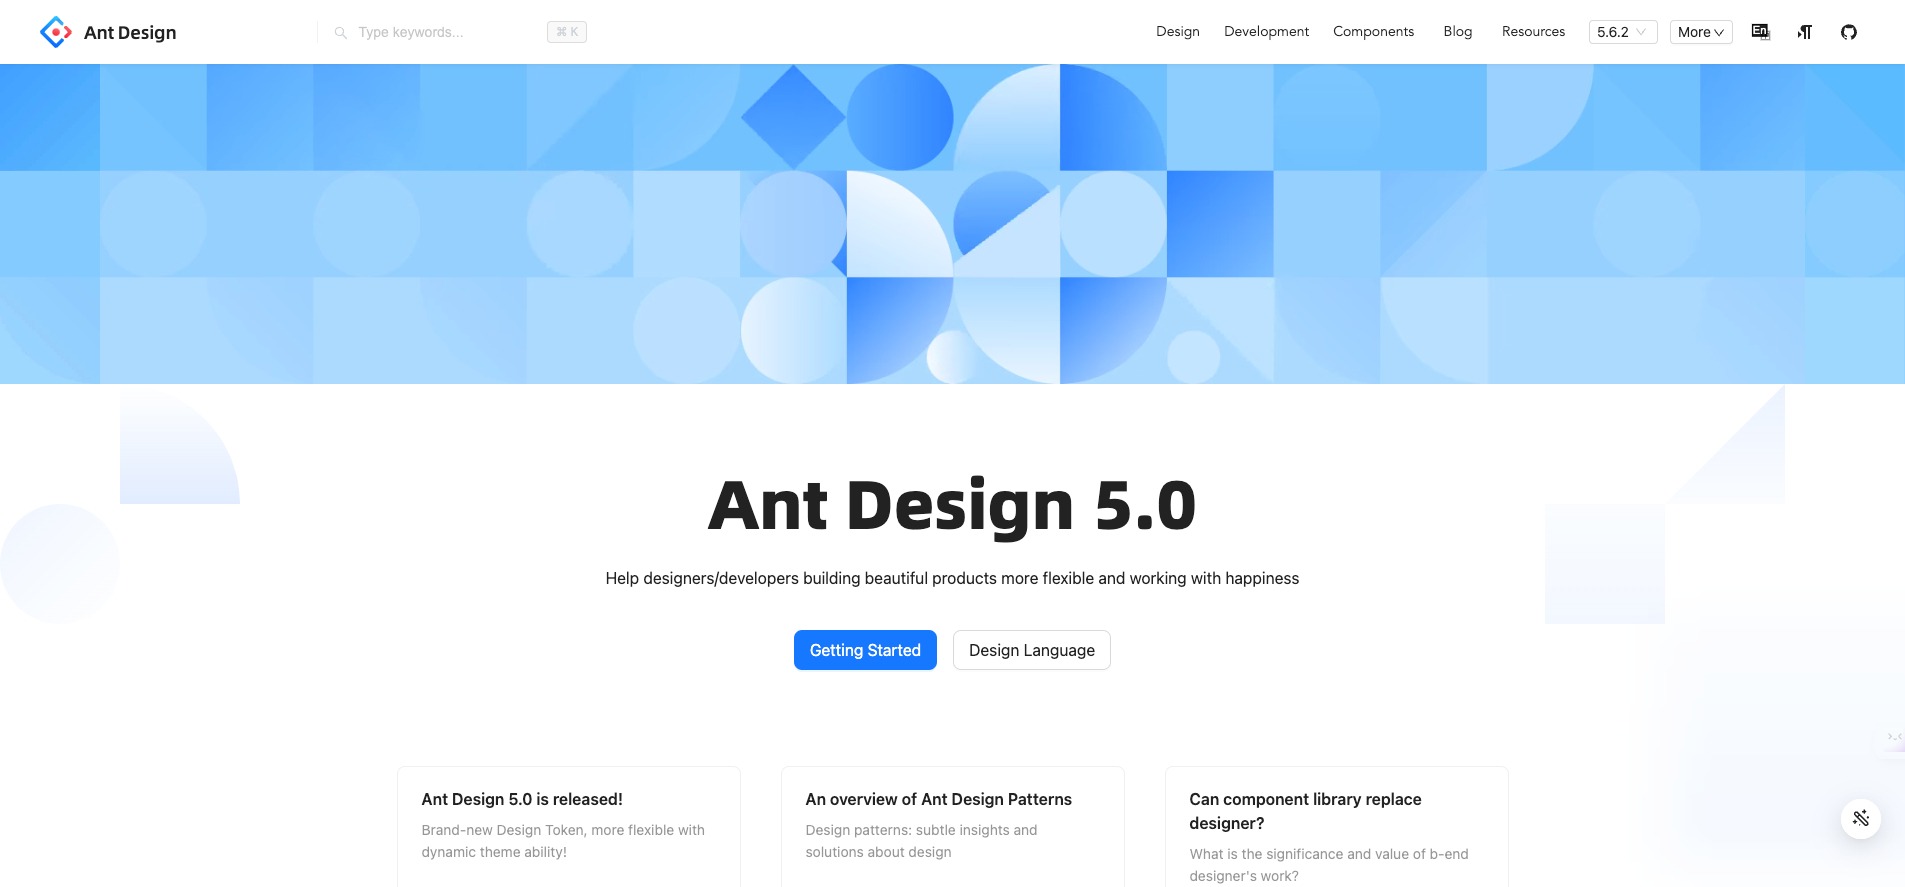 Ant Design
Type keywords...
⌘ K
Design
Development
Components
Blog
Resources
5.6.2
More
En
Ant Design 5.0
Help designers/developers building beautiful products more flexible and working with happiness
Getting Started
Design Language
Ant Design 5.0 is released!
Brand-new Design Token, more flexible with
dynamic theme ability!
An overview of Ant Design Patterns
Design patterns: subtle insights and
solutions about design
Can component library replace
designer?
What is the significance and value of b-end
designer's work?